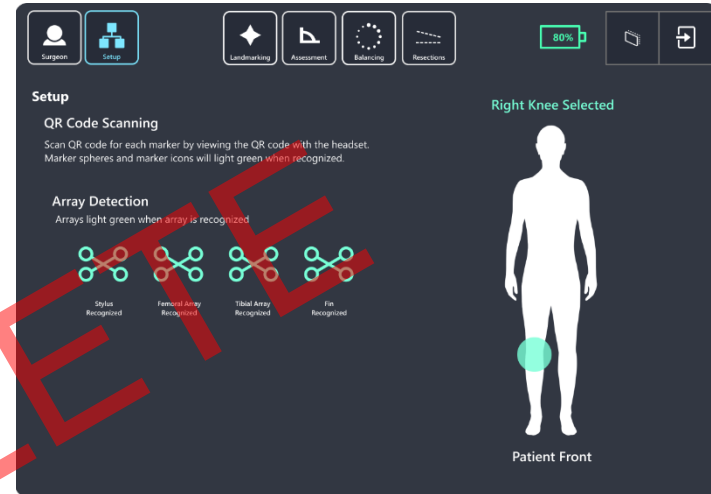 Surgeon
Setup
Landmarking
Assessment
Balancing
Resections
80%
Setup
QR Code Scanning
Scan QR code for each marker by viewing the QR code with the headset.
Marker spheres and marker icons will light green when recognized.
Right Knee Selected
Array Detection
Arrays light green when array is recognized
Stylus
Recognized
Femoral Array
Recognized
Tibial Array
Recognized
Fin
Recognized
Patient Front
LETE